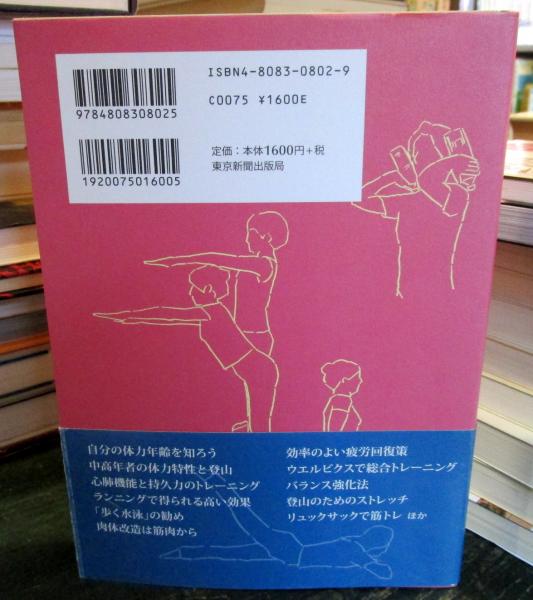 ISBN4-8083-0802-9
C0075 ¥1600E
9784808308025
1920075016005
定価：本体1600円+税
東京新聞出版局
自分の体力年齢を知ろう
中高年者の体力特性と登山
心肺機能と持久力のトレーニング
ランニングで得られる高い効果
「歩く水泳」の勧め
肉体改造は筋肉から
効率のよい疲労回復策
ウエルビクスで総合トレーニング
バランス強化法
登山のためのストレッチ
リュックサックで筋トレ ほか